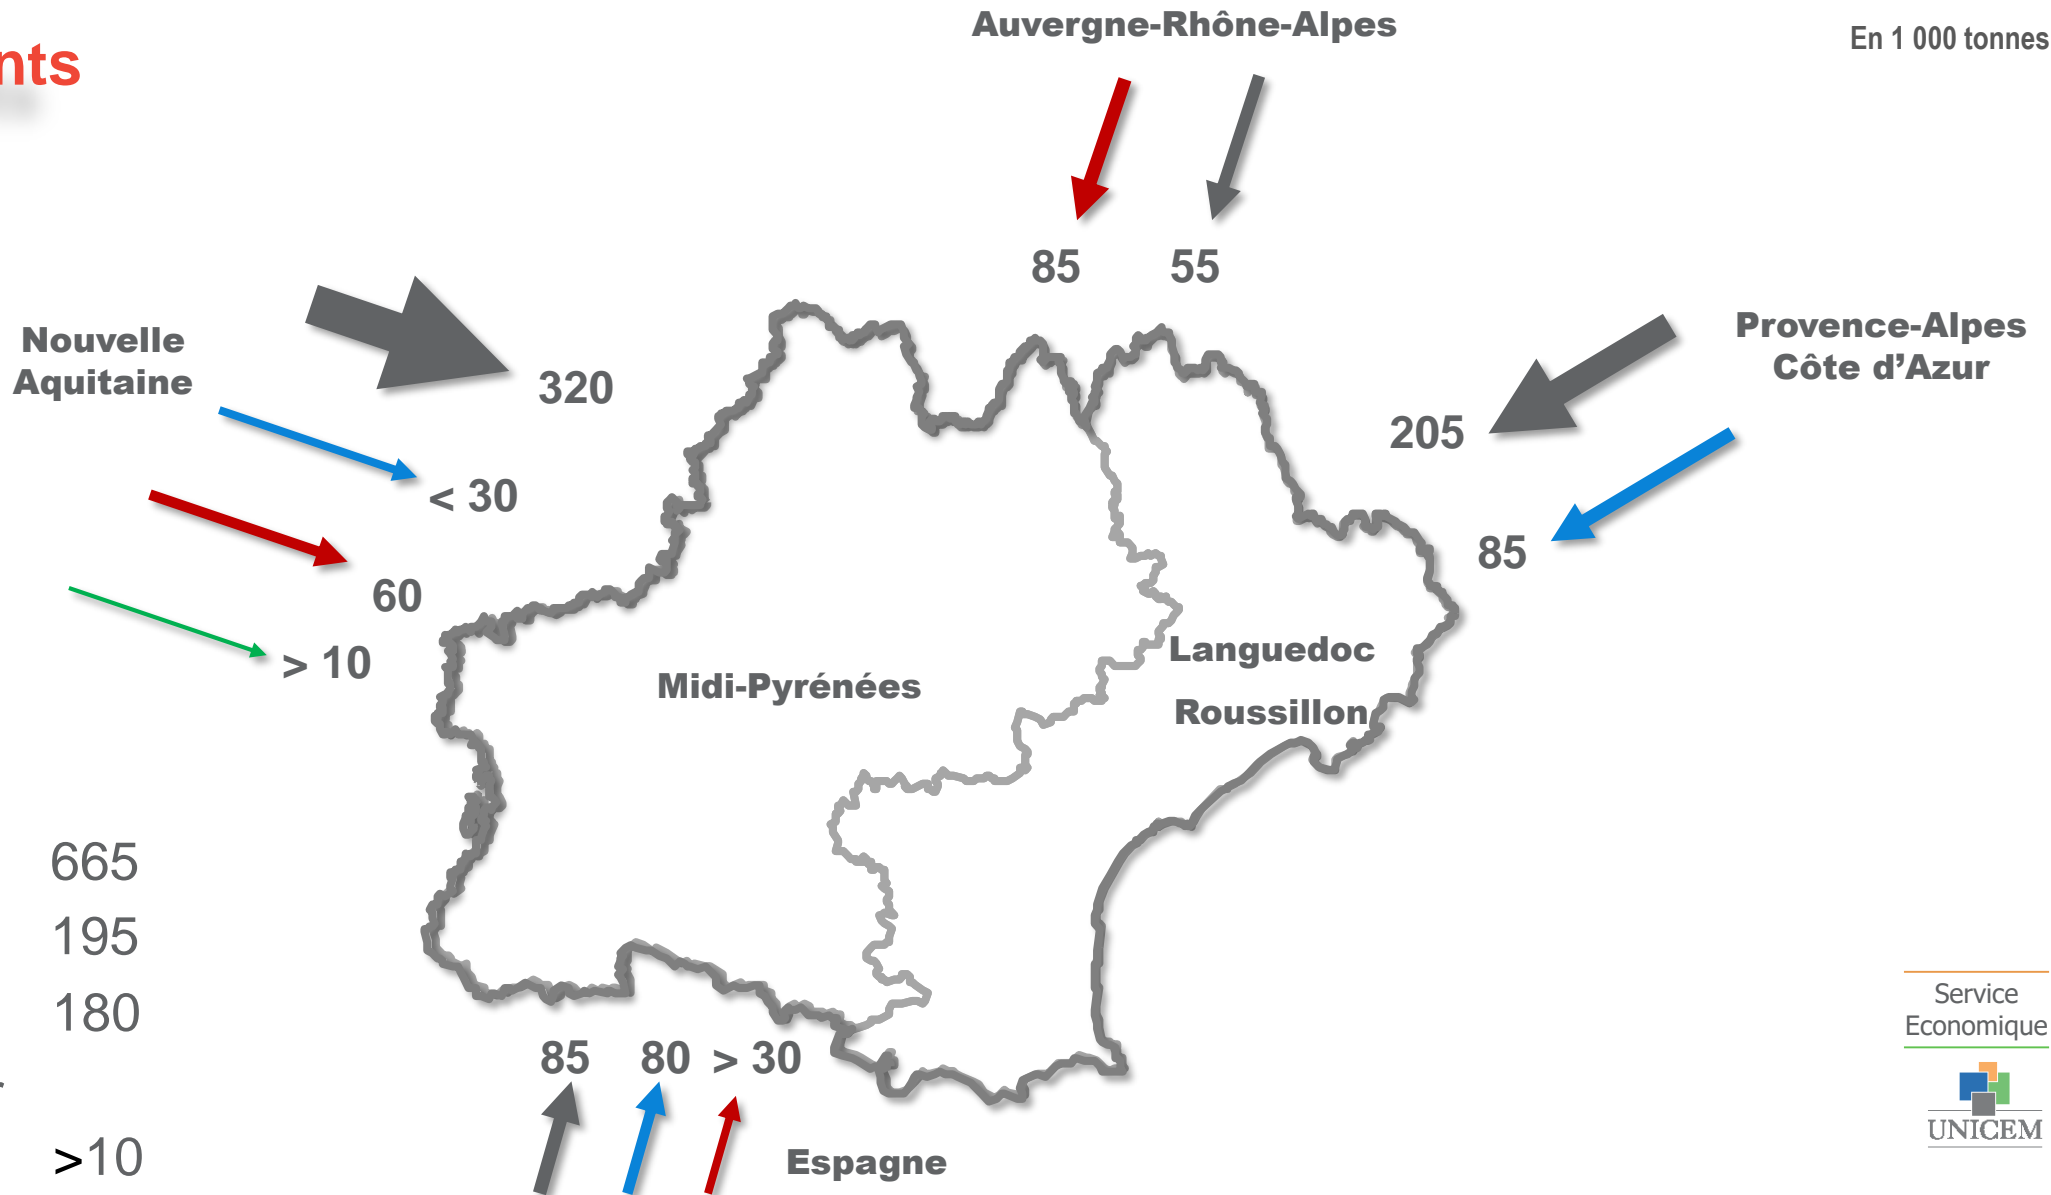 Auvergne-Rhône-Alpes
En 1 000 tonnes
85 55
Nouvelle
Aquitaine
320
< 30
60
> 10
Provence-Alpes
Côte d'Azur
205
85
Midi-Pyrénées
Languedoc
Roussillon
665
195
180
>10
85 80 > 30
Espagne
Service
Economique
UNICEM